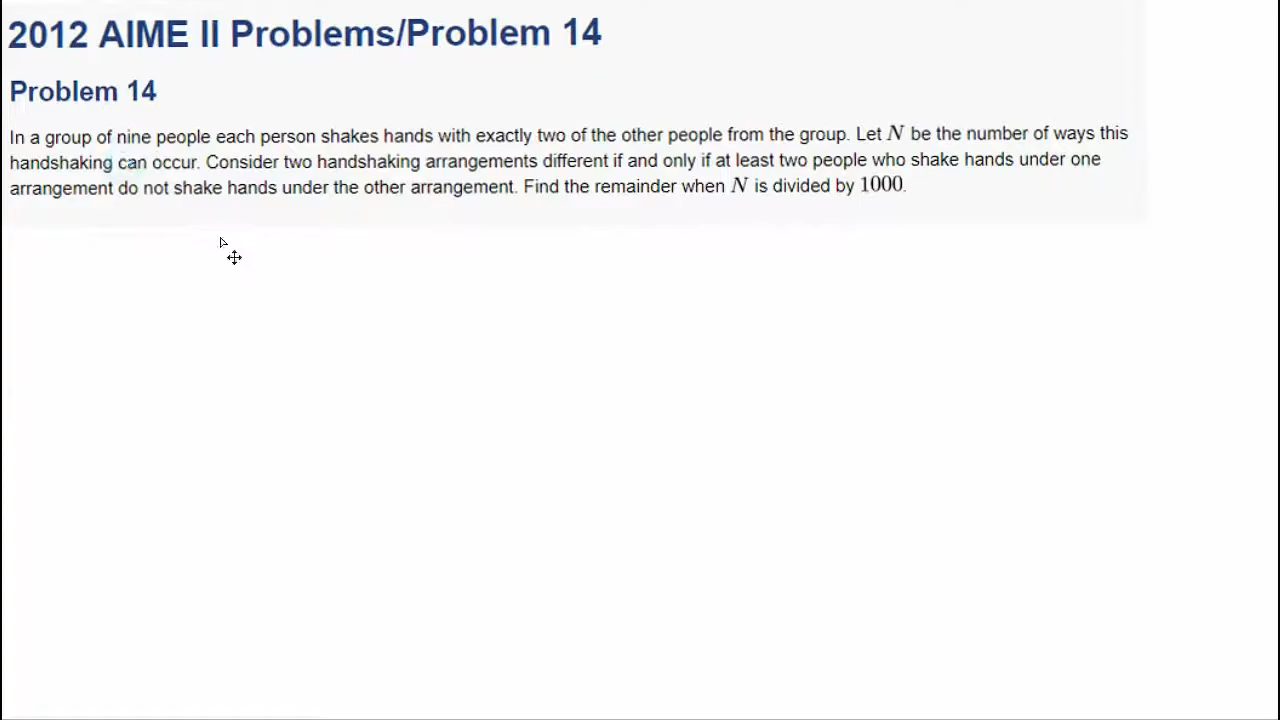 2012 AIME II Problems/Problem 14
Problem 14
In a group of nine people each person shakes hands with exactly two of the other people from the group. Let N be the number of ways this
handshaking can occur. Consider two handshaking arrangements different if and only if at least two people who shake hands under one
arrangement do not shake hands under the other arrangement. Find the remainder when N is divided by 1000.